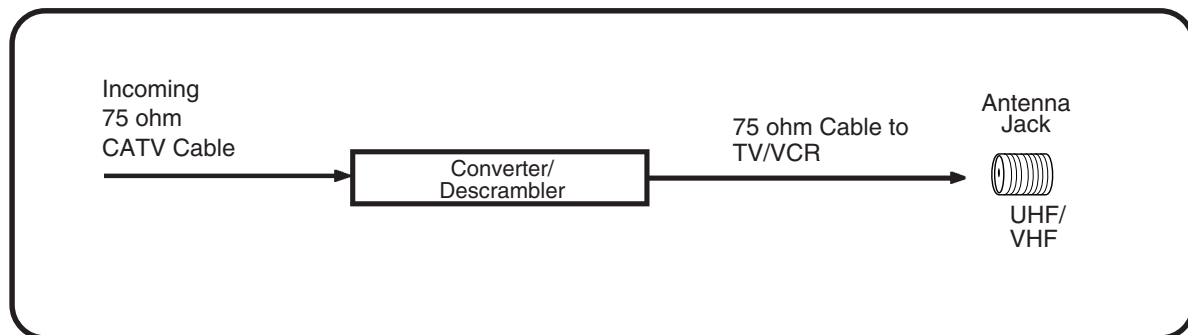 Incoming
75 ohm
CATV Cable
Converter/
Descrambler
75 ohm Cable to
TV/VCR
Antenna
Jack
UHF/
VHF